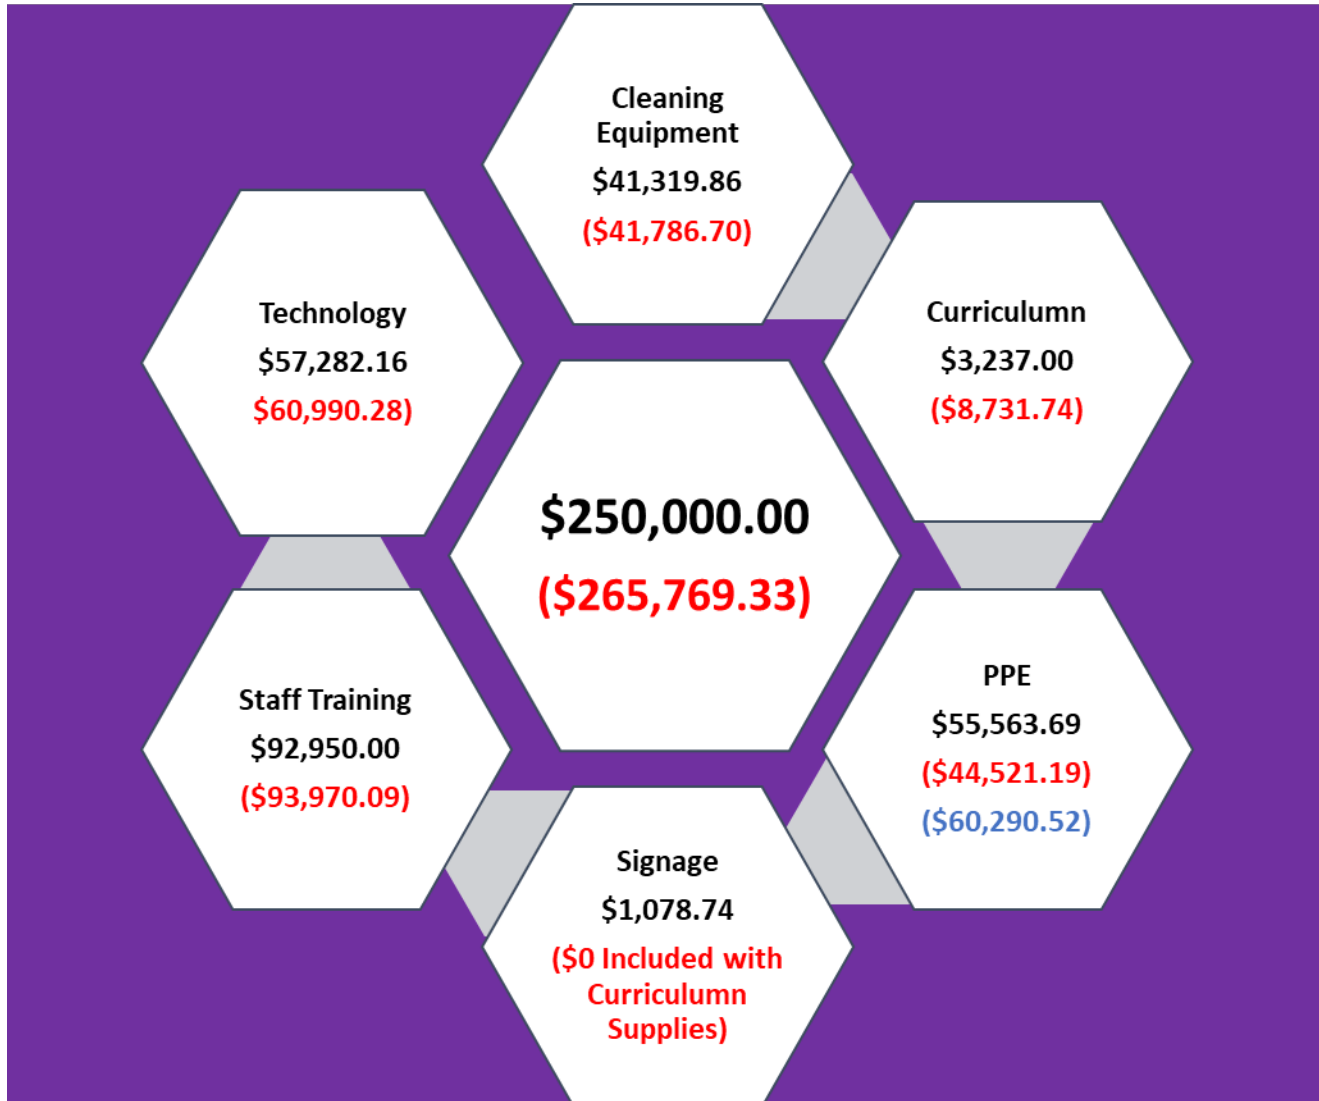 Cleaning
Equipment
$41,319.86
($41,786.70)
Technology
$57,282.16
$60,990.28)
Curriculumn
$3,237.00
($8,731.74)
$250,000.00
($265,769.33)
Staff Training
$92,950.00
($93,970.09)
PPE
$55,563.69
($44,521.19)
($60,290.52)
Signage
$1,078.74
($0 Included with
Curriculumn
Supplies)